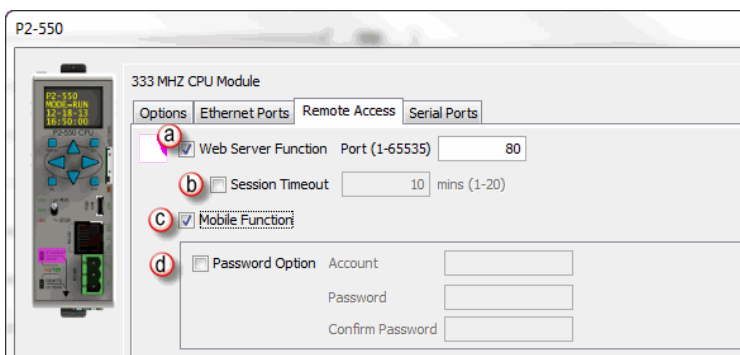 P2-550
333 MHZ CPU Module
P2-550
MODE=RUN
12-18-13
16:50:00
P2-550 CPU
Options Ethernet Ports Remote Access Serial Ports
a Web Server Function Port (1-65535) 80
b Session Timeout 10 mins (1-20)
c Mobile Function
d Password Option Account
Password
Confirm Password